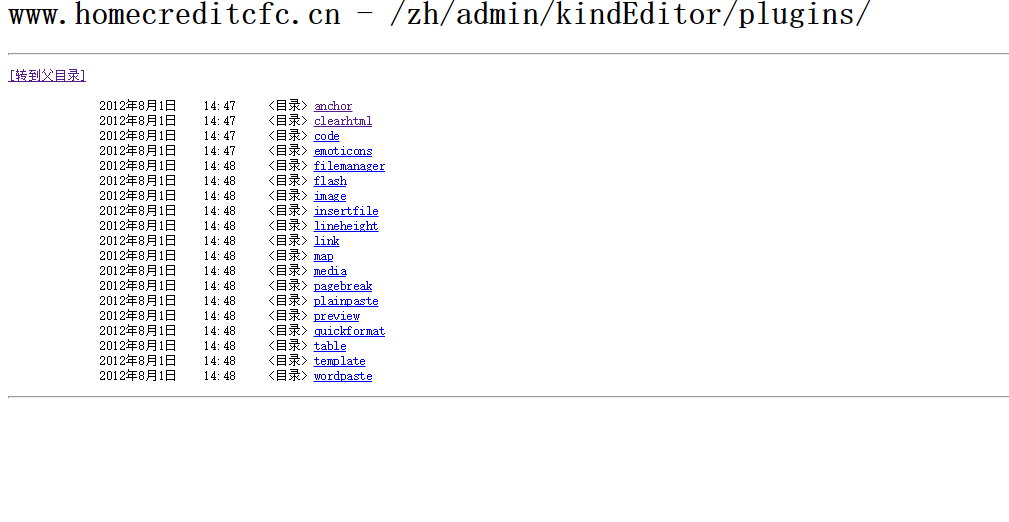 www.homecreditcfc.cn - /zh/admin/kindEditor/plugins/
[转到父目录]
2012年8月1日 14:47 <目录> anchor
2012年8月1日 14:47 <目录> clearhtml
2012年8月1日 14:47 <目录> code
2012年8月1日 14:47 <目录> emoticons
2012年8月1日 14:48 <目录> filemanager
2012年8月1日 14:48 <目录> flash
2012年8月1日 14:48 <目录> image
2012年8月1日 14:48 <目录> insertfile
2012年8月1日 14:48 <目录> lineheight
2012年8月1日 14:48 <目录> link
2012年8月1日 14:48 <目录> map
2012年8月1日 14:48 <目录> media
2012年8月1日 14:48 <目录> pagebreak
2012年8月1日 14:48 <目录> plainpaste
2012年8月1日 14:48 <目录> preview
2012年8月1日 14:48 <目录> quickformat
2012年8月1日 14:48 <目录> table
2012年8月1日 14:48 <目录> template
2012年8月1日 14:48 <目录> wordpaste